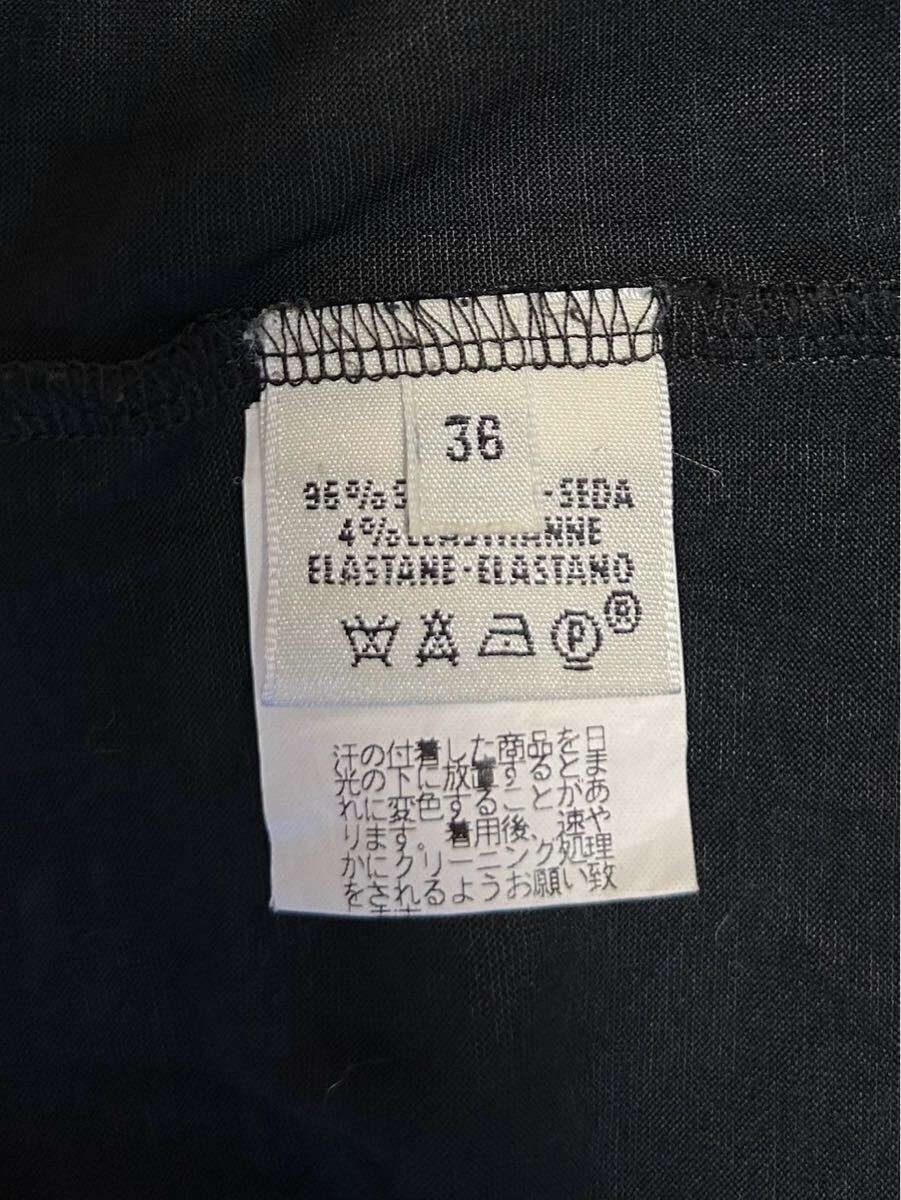 36
96% S -SEDA
4% ELASTHANNE
ELASTANE-ELASTANO
P ®
汗の付着した商品を日
光の下に放置するとま
れに変色することがあ
ります。着用後、速や
かにクリーニング処理
をされるようお願い致